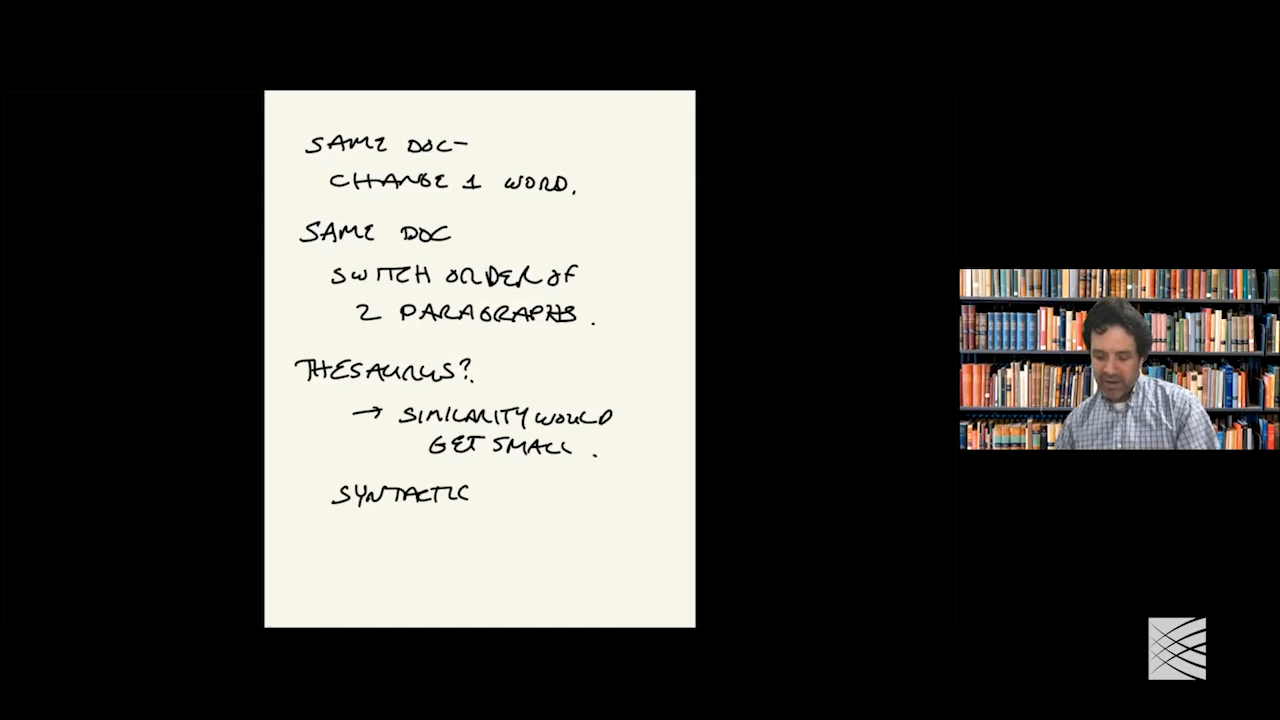 SAME DOC-
CHANGE 1 WORD.
SAME DOC
SWITCH ORDER OF
2 PARAGRAPHS.
THESAURUS?
→ SIMILARITY WOULD
GET SMALL.
SYNTACTIC